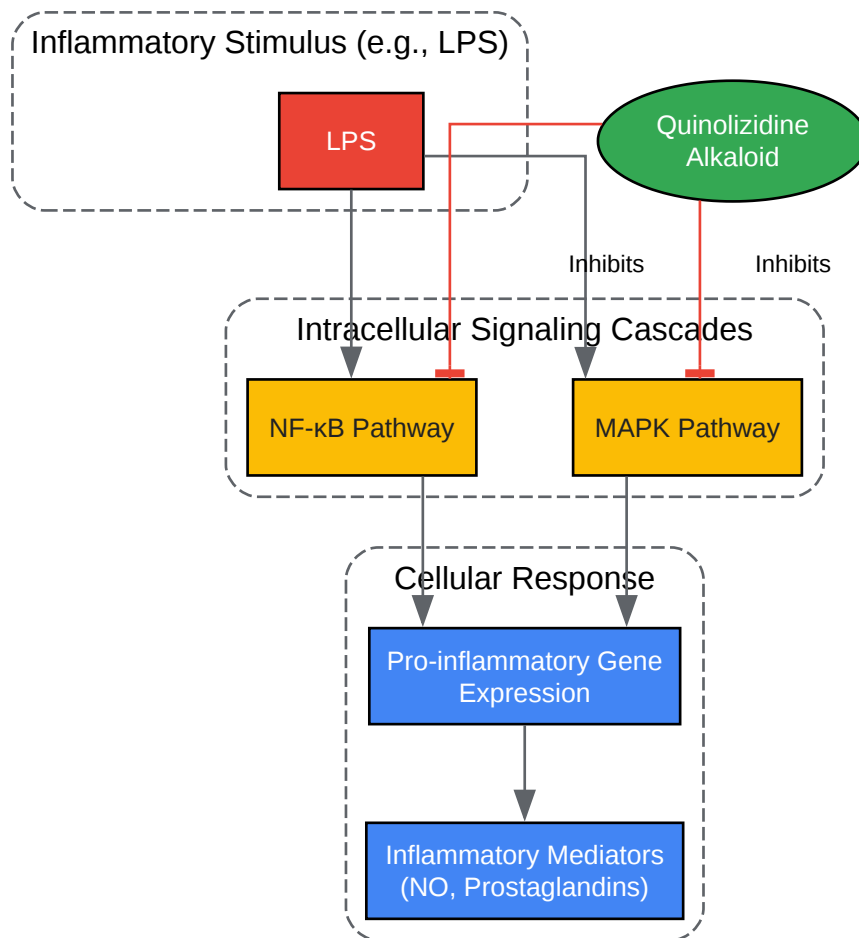 Inflammatory Stimulus (e.g., LPS)
LPS
Quinolizidine
Alkaloid
Inhibits
Inhibits
Intracellular Signaling Cascades
NF-κB Pathway
MAPK Pathway
Cellular Response
Pro-inflammatory Gene
Expression
Inflammatory Mediators
(NO, Prostaglandins)